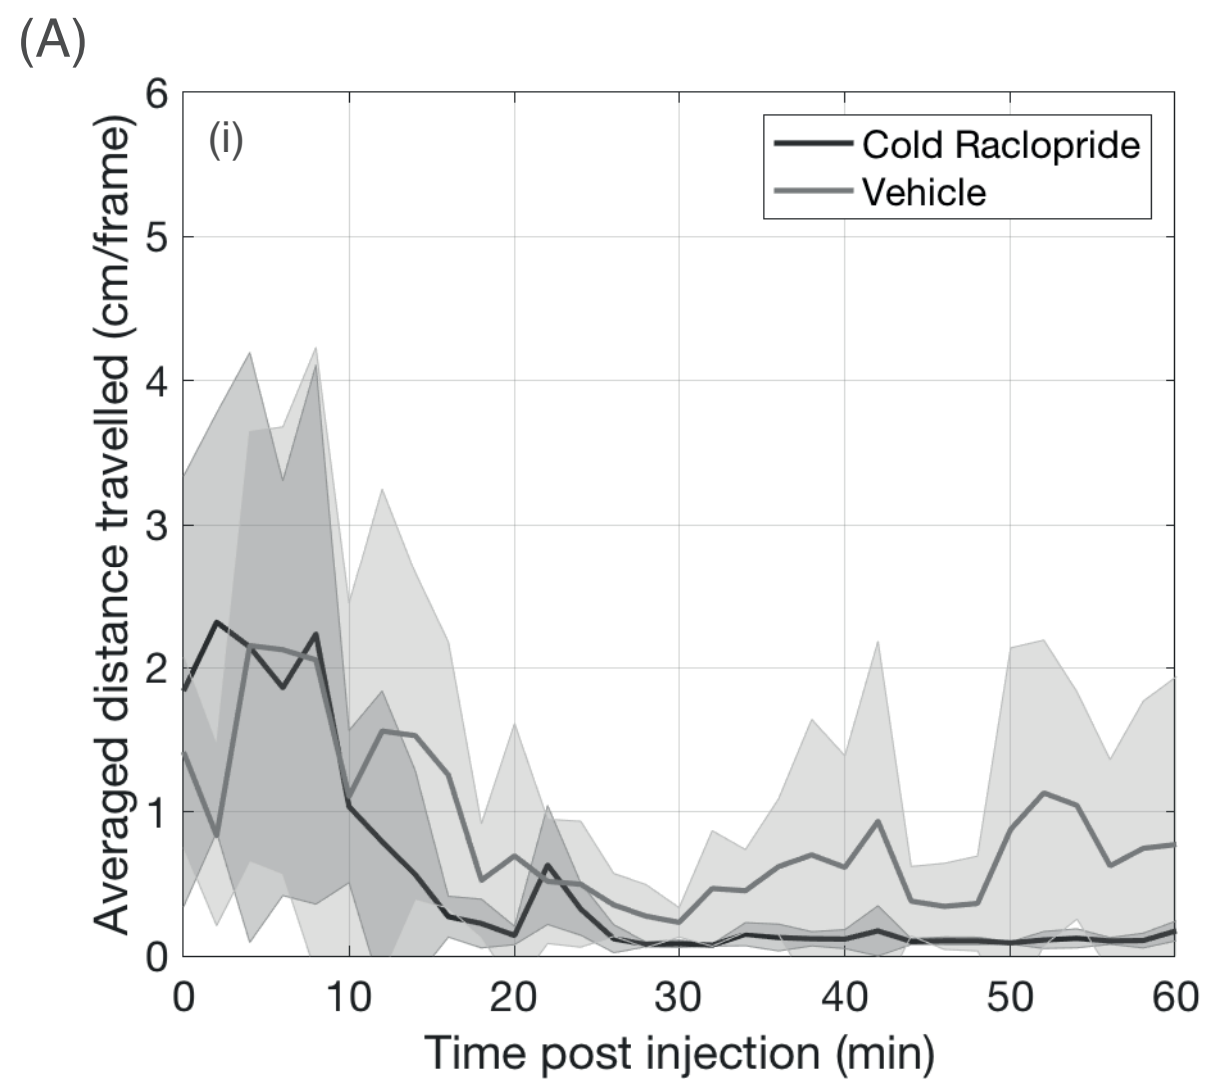 (A)
(i)
Cold Raclopride
Vehicle
Averaged distance travelled (cm/frame)
6
5
4
3
2
1
0
0 10 20 30 40 50 60
Time post injection (min)